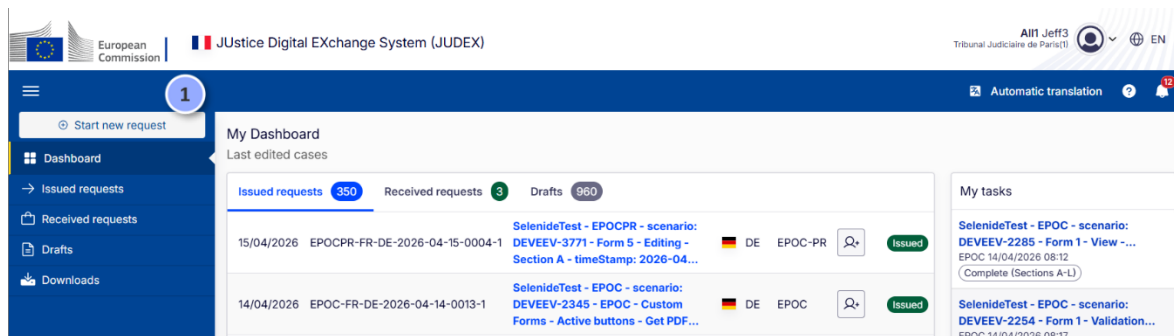 European
Commission
JUstice Digital EXchange System (JUDEX)
All1 Jeff3
Tribunal Judiciaire de Paris(1)
EN
1
Automatic translation
?
12
Start new request
Dashboard
Issued requests
Received requests
Drafts
Downloads
My Dashboard
Last edited cases
Issued requests 350 Received requests 3 Drafts 960
15/04/2026 EPOCPR-FR-DE-2026-04-15-0004-1
SelenideTest - EPOCPR - scenario:
DEVEEV-3771 - Form 5 - Editing -
Section A - timeStamp: 2026-04...
DE EPOC-PR Issued
14/04/2026 EPOC-FR-DE-2026-04-14-0013-1
SelenideTest - EPOC - scenario:
DEVEEV-2345 - EPOC - Custom
Forms - Active buttons - Get PDF...
DE EPOC Issued
My tasks
SelenideTest - EPOC - scenario:
DEVEEV-2285 - Form 1 - View -...
EPOC 14/04/2026 08:12
Complete (Sections A-L)
SelenideTest - EPOC - scenario:
DEVEEV-2254 - Form 1 - Validation...
EPOC 14/04/2026 08:17